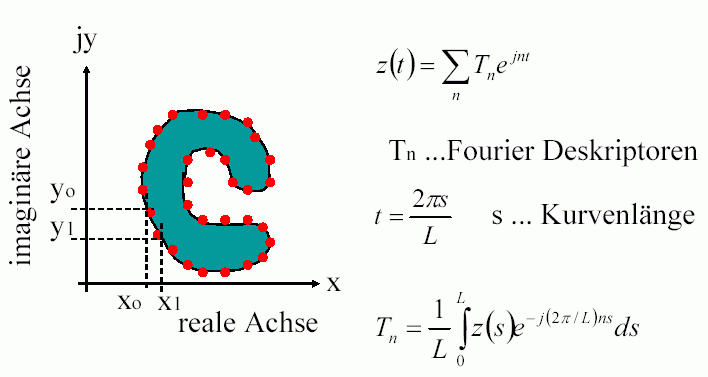 jy
imaginäre Achse
y₀
y₁
x₀
x₁
x
reale Achse
z(t) = ∑ₙ Tₙ e^{jnt}
Tₙ ...Fourier Deskriptoren
t = 2πs / L    s ... Kurvenlänge
Tₙ = 1/L ∫₀^L z(s) e^{-j(2π/L)ns} ds